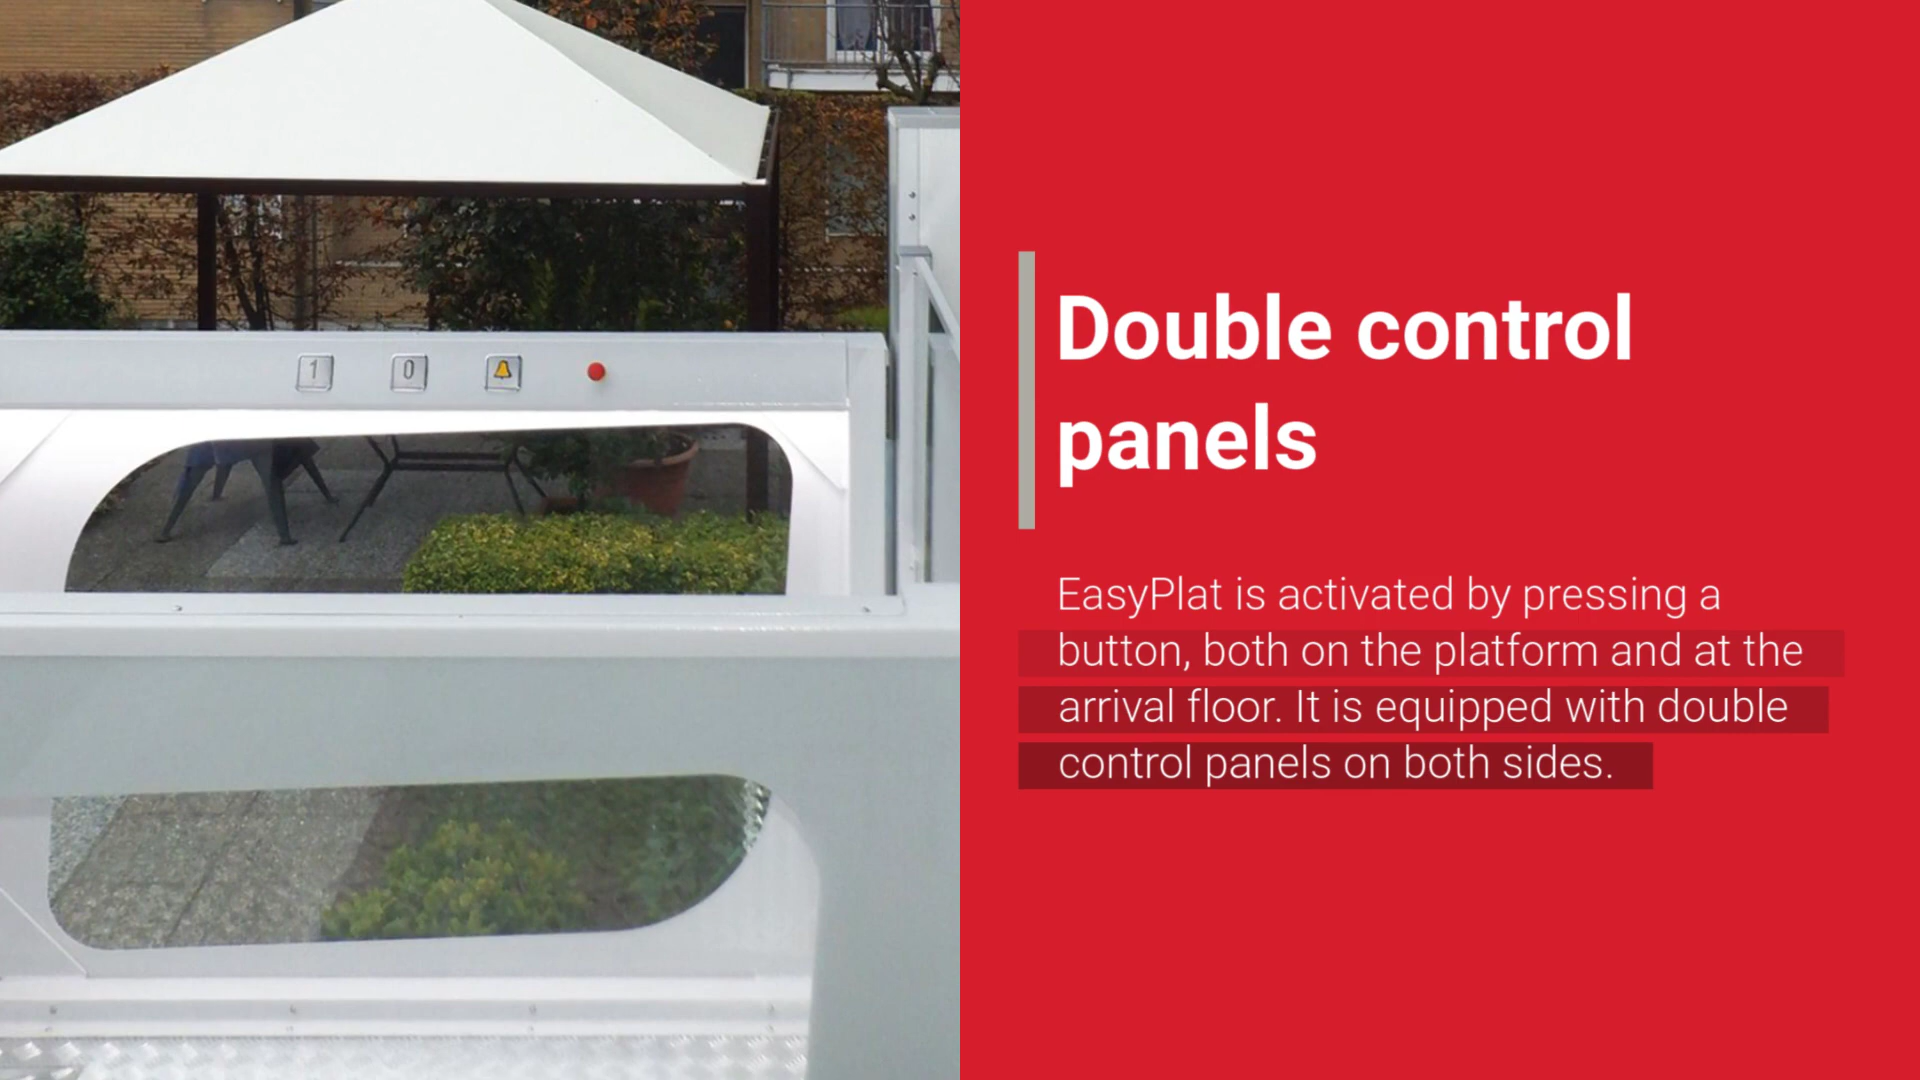 1 0
Double control
panels
EasyPlat is activated by pressing a
button, both on the platform and at the
arrival floor. It is equipped with double
control panels on both sides.